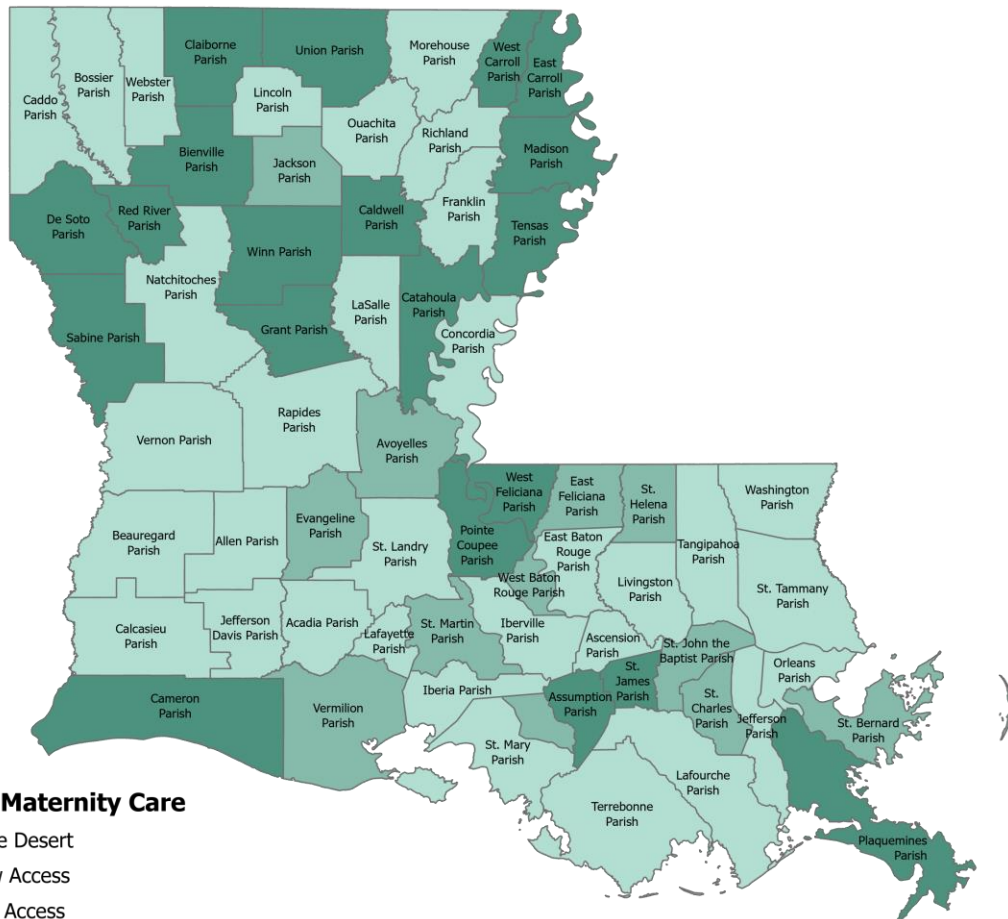 Claiborne
Parish
Union Parish
Morehouse
Parish
West
Carroll
Parish
East
Carroll
Parish
Caddo
Parish
Bossier
Parish
Webster
Parish
Lincoln
Parish
Ouachita
Parish
Richland
Parish
Madison
Parish
Bienville
Parish
Jackson
Parish
Franklin
Parish
De Soto
Parish
Red River
Parish
Caldwell
Parish
Tensas
Parish
Winn Parish
Natchitoches
Parish
LaSalle
Parish
Catahoula
Parish
Concordia
Parish
Sabine Parish
Grant Parish
Vernon Parish
Rapides
Parish
Avoyelles
Parish
West
Feliciana
Parish
East
Feliciana
Parish
St.
Helena
Parish
Washington
Parish
Beauregard
Parish
Allen Parish
Evangeline
Parish
St. Landry
Parish
Pointe
Coupee
Parish
East Baton
Rouge
Parish
Tangipahoa
Parish
West Baton
Rouge Parish
Livingston
Parish
St. Tammany
Parish
Calcasieu
Parish
Jefferson
Davis Parish
Acadia Parish
Lafayette
Parish
St. Martin
Parish
Iberville
Parish
Ascension
Parish
St. John the
Baptist Parish
Orleans
Parish
Cameron
Parish
Vermilion
Parish
Iberia Parish
Assumption
Parish
St.
James
Parish
St.
Charles
Parish
Jefferson
Parish
St. Bernard
Parish
St. Mary
Parish
Lafourche
Parish
Terrebonne
Parish
Plaquemines
Parish
Maternity Care
e Desert
Access
Access